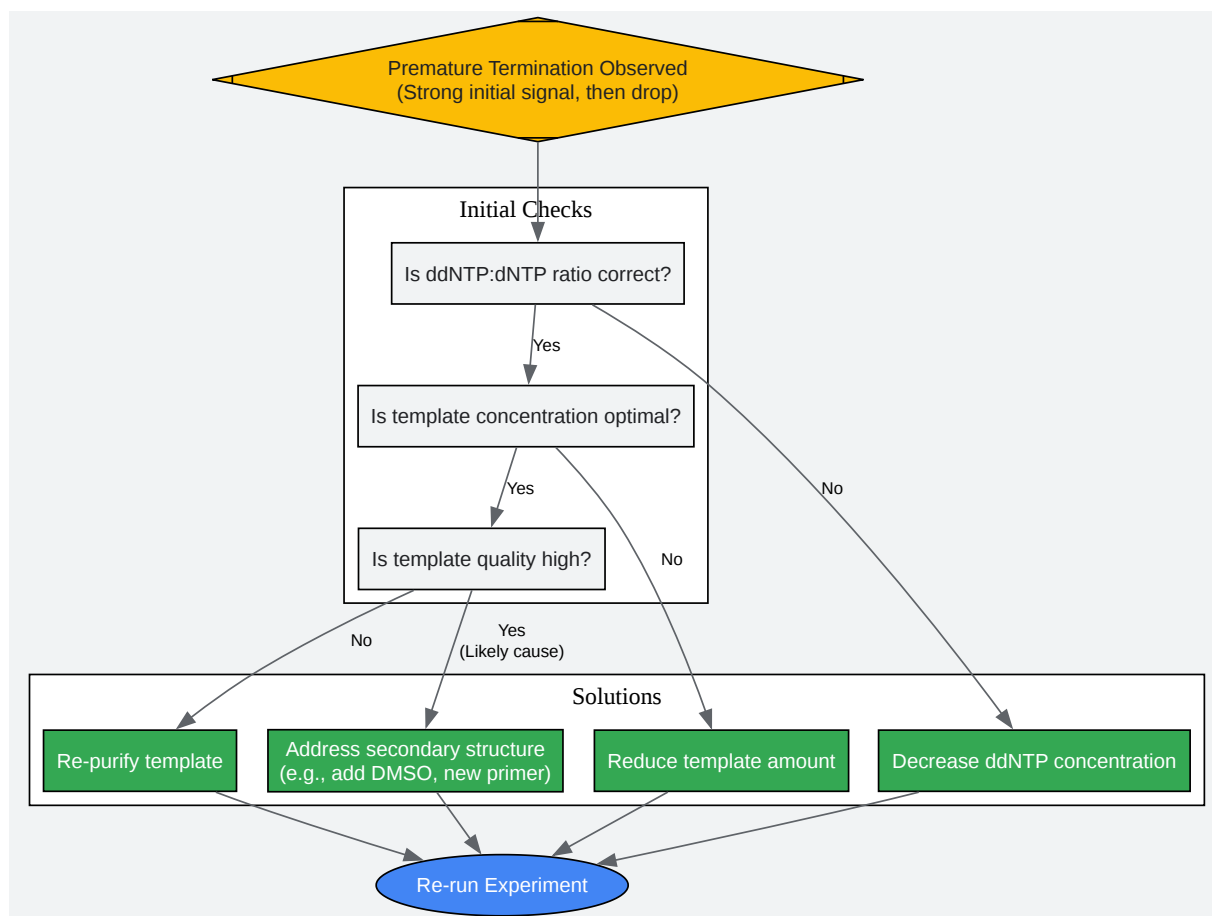 Premature Termination Observed
(Strong initial signal, then drop)
Initial Checks
Is ddNTP:dNTP ratio correct?
Yes
Is template concentration optimal?
No
Yes
Is template quality high?
No
No
Yes
(Likely cause)
Solutions
Re-purify template
Address secondary structure
(e.g., add DMSO, new primer)
Reduce template amount
Decrease ddNTP concentration
Re-run Experiment